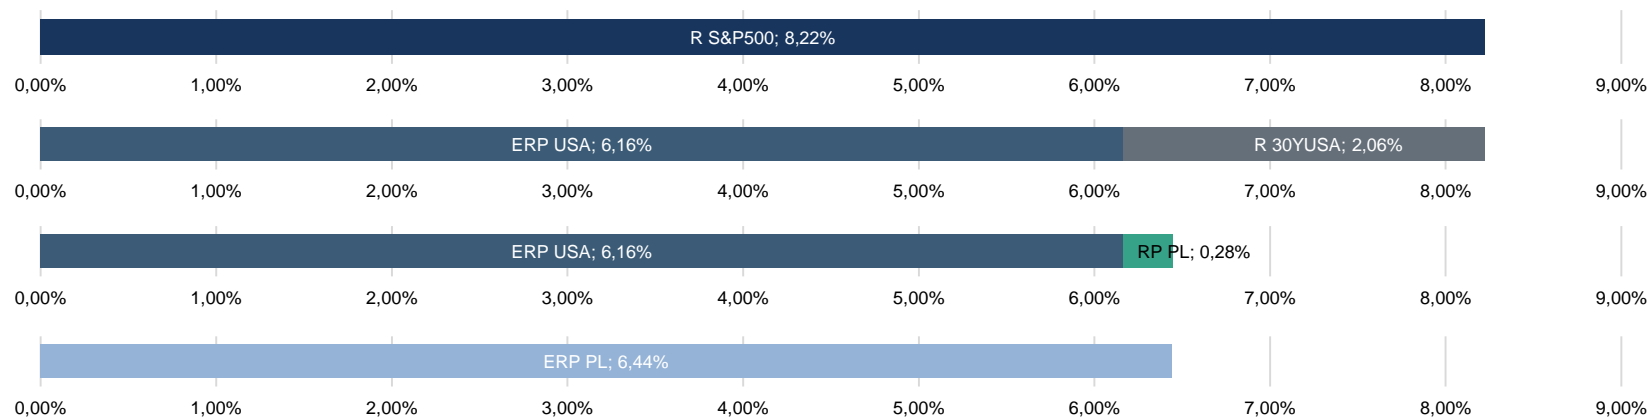 R S&P500; 8,22%
0,00% 1,00% 2,00% 3,00% 4,00% 5,00% 6,00% 7,00% 8,00% 9,00%
ERP USA; 6,16% R 30YUSA; 2,06%
0,00% 1,00% 2,00% 3,00% 4,00% 5,00% 6,00% 7,00% 8,00% 9,00%
ERP USA; 6,16% RP PL; 0,28%
0,00% 1,00% 2,00% 3,00% 4,00% 5,00% 6,00% 7,00% 8,00% 9,00%
ERP PL; 6,44%
0,00% 1,00% 2,00% 3,00% 4,00% 5,00% 6,00% 7,00% 8,00% 9,00%